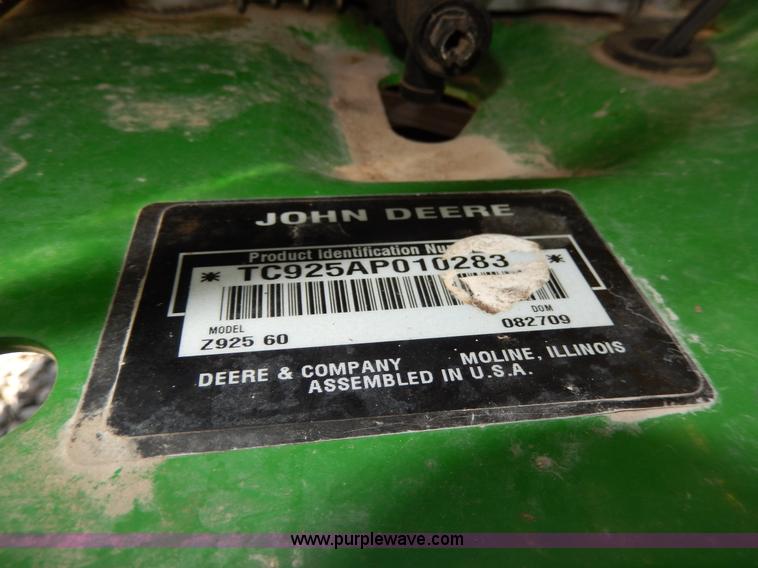 JOHN DEERE
Product Identification
* TC925AP010283 *
MODEL DOM
Z925 60 082709
DEERE & COMPANY MOLINE, ILLINOIS
ASSEMBLED IN U.S.A.
www.purplewave.com